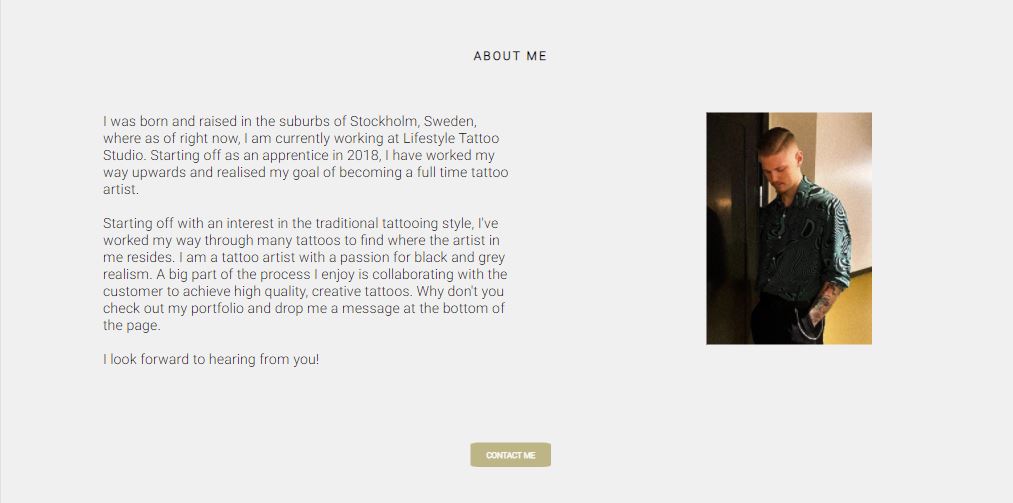 ABOUT ME
I was born and raised in the suburbs of Stockholm, Sweden,
where as of right now, I am currently working at Lifestyle Tattoo
Studio. Starting off as an apprentice in 2018, I have worked my
way upwards and realised my goal of becoming a full time tattoo
artist.
Starting off with an interest in the traditional tattooing style, I've
worked my way through many tattoos to find where the artist in
me resides. I am a tattoo artist with a passion for black and grey
realism. A big part of the process I enjoy is collaborating with the
customer to achieve high quality, creative tattoos. Why don't you
check out my portfolio and drop me a message at the bottom of
the page.
I look forward to hearing from you!
CONTACT ME